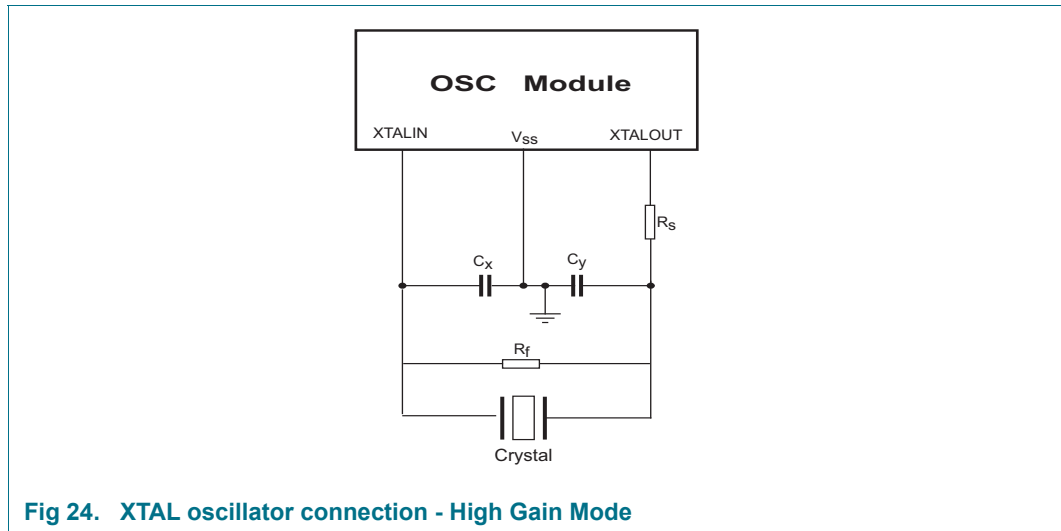 OSC Module
XTALIN Vss XTALOUT
Rs
Cx Cy
Rf
Crystal
Fig 24. XTAL oscillator connection - High Gain Mode